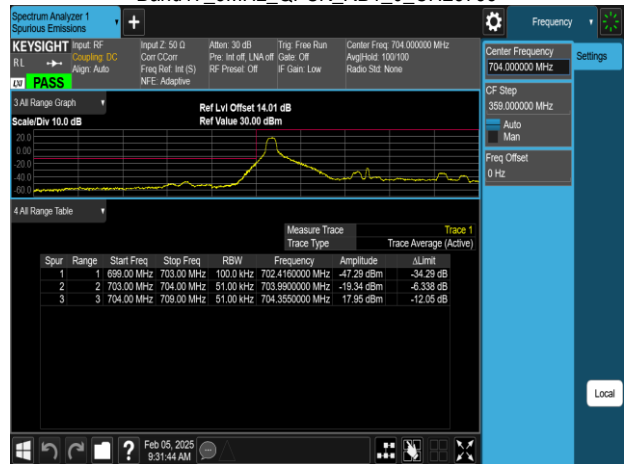 Spectrum Analyzer 1
Spurious Emissions
Frequency
KEYSIGHT
RL
PASS
Input: RF
Coupling: DC
Align: Auto
Input Z: 50 Ω
Corr CCorr
Freq Ref: Int (S)
NFE: Adaptive
Atten: 30 dB
Pre: Int off, LNA off
RF Presel: Off
Trig: Free Run
Gate: Off
IF Gain: Low
Center Freq: 704.000000 MHz
Avg|Hold: 100/100
Radio Std: None
Center Frequency
704.000000 MHz
Settings
CF Step
359.000000 MHz
Auto
Man
Freq Offset
0 Hz
3 All Range Graph
Scale/Div 10.0 dB
Ref Lvl Offset 14.01 dB
Ref Value 30.00 dBm
20.0
0.00
-20.0
-40.0
-60.0
4 All Range Table
Measure Trace Trace 1
Trace Type Trace Average (Active)
Spur Range Start Freq Stop Freq RBW Frequency Amplitude ΔLimit
1 1 699.00 MHz 703.00 MHz 100.0 kHz 702.4160000 MHz -47.29 dBm -34.29 dB
2 2 703.00 MHz 704.00 MHz 51.00 kHz 703.9900000 MHz -19.34 dBm -6.338 dB
3 3 704.00 MHz 709.00 MHz 51.00 kHz 704.3550000 MHz 17.95 dBm -12.05 dB
Local
?
Feb 05, 2025
9:31:44 AM